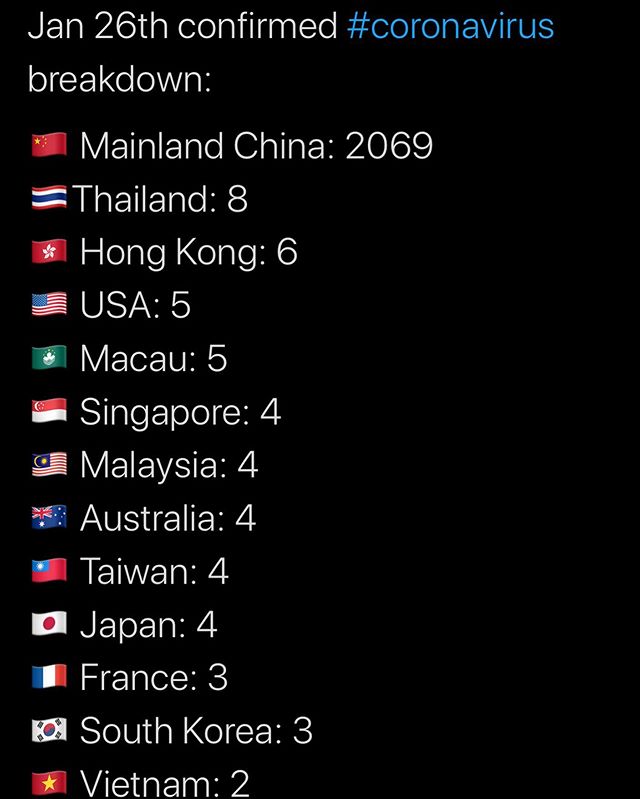 Jan 26th confirmed #coronavirus
breakdown:
🇨🇳 Mainland China: 2069
🇹🇭Thailand: 8
🇭🇰 Hong Kong: 6
🇺🇸 USA: 5
🇲🇴 Macau: 5
🇸🇬 Singapore: 4
🇲🇾 Malaysia: 4
🇦🇺 Australia: 4
🇹🇼 Taiwan: 4
🇯🇵 Japan: 4
🇫🇷 France: 3
🇰🇷 South Korea: 3
🇻🇳 Vietnam: 2